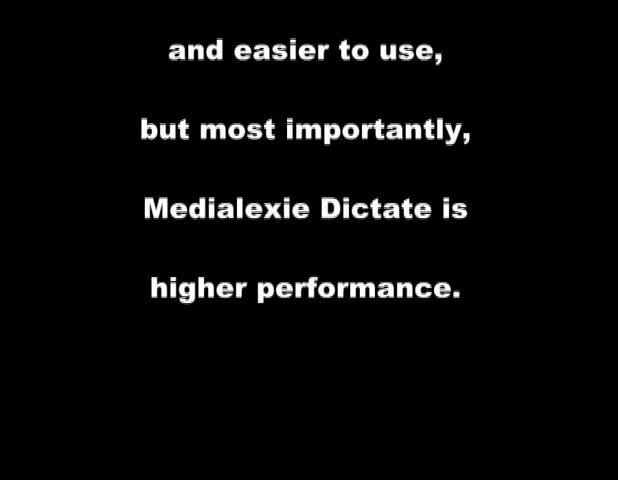 and easier to use,
but most importantly,
Medialexie Dictate is
higher performance.